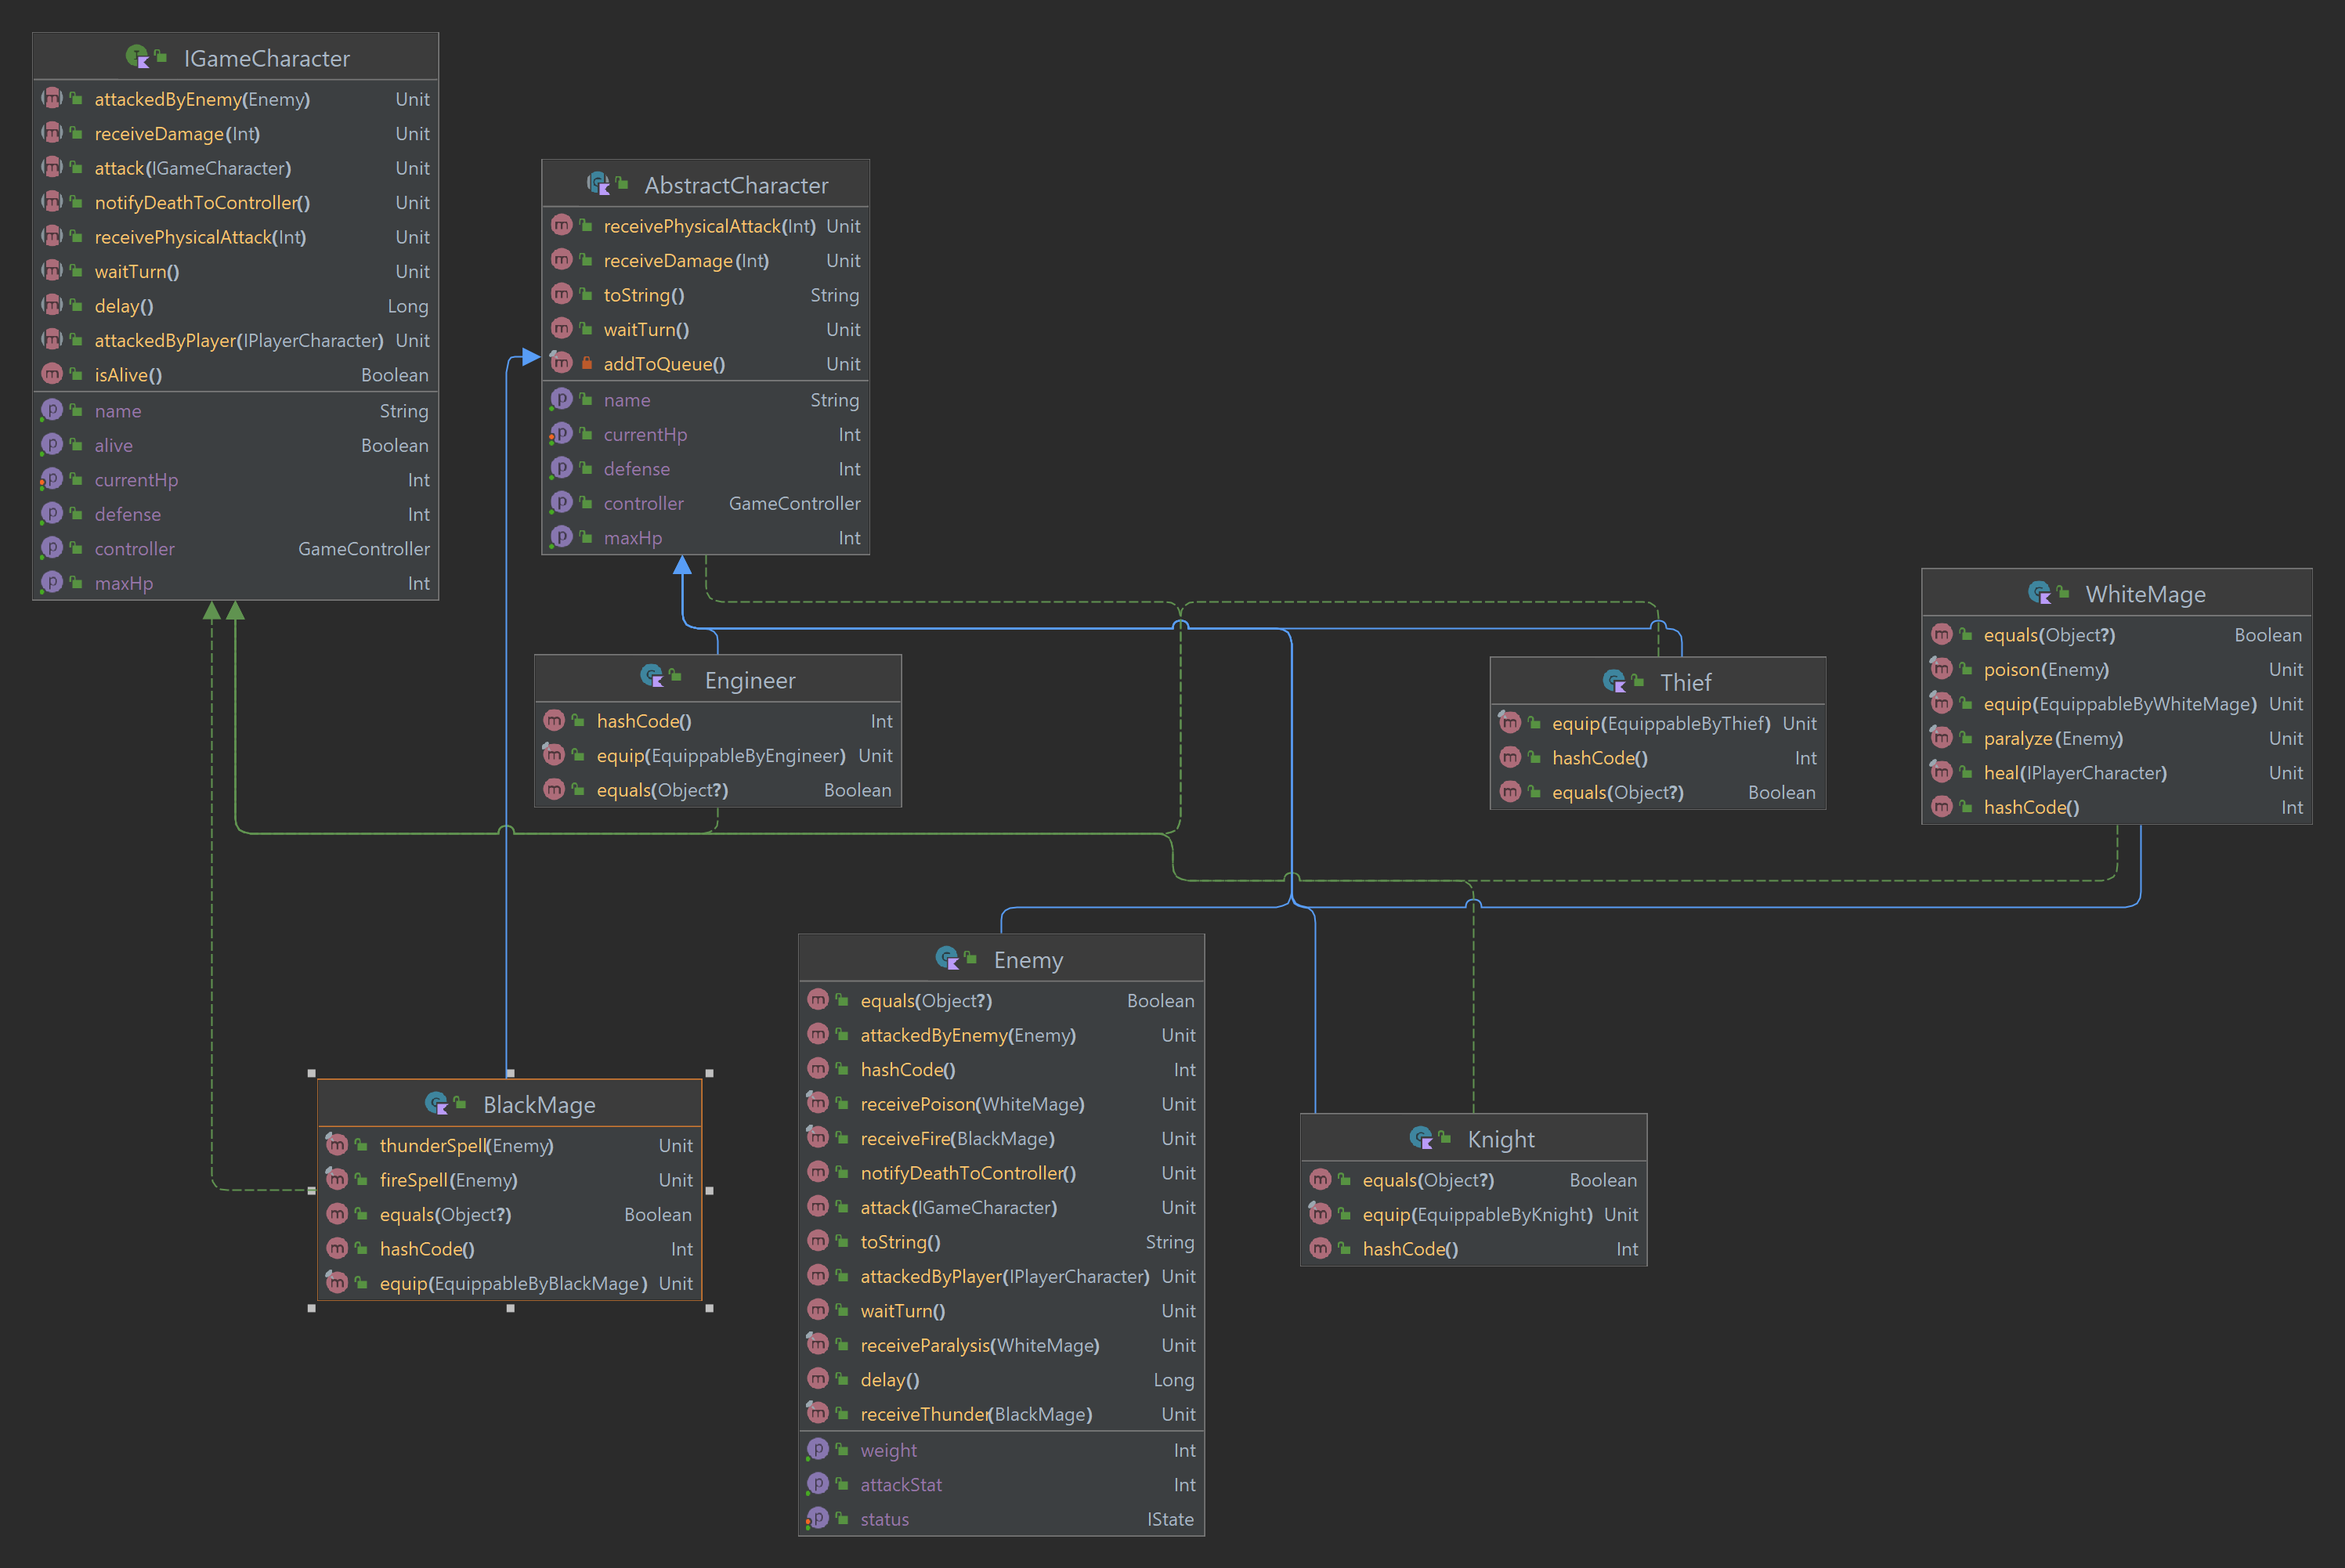 IGameCharacter
attackedByEnemy(Enemy) Unit
receiveDamage(Int) Unit
attack(IGameCharacter) Unit
notifyDeathToController() Unit
receivePhysicalAttack(Int) Unit
waitTurn() Unit
delay() Long
attackedByPlayer(IPlayerCharacter) Unit
isAlive() Boolean
name String
alive Boolean
currentHp Int
defense Int
controller GameController
maxHp Int
AbstractCharacter
receivePhysicalAttack(Int) Unit
receiveDamage(Int) Unit
toString() String
waitTurn() Unit
addToQueue() Unit
name String
currentHp Int
defense Int
controller GameController
maxHp Int
Engineer
hashCode() Int
equip(EquippableByEngineer) Unit
equals(Object?) Boolean
Thief
equip(EquippableByThief) Unit
hashCode() Int
equals(Object?) Boolean
WhiteMage
equals(Object?) Boolean
poison(Enemy) Unit
equip(EquippableByWhiteMage) Unit
paralyze(Enemy) Unit
heal(IPlayerCharacter) Unit
hashCode() Int
BlackMage
thunderSpell(Enemy) Unit
fireSpell(Enemy) Unit
equals(Object?) Boolean
hashCode() Int
equip(EquippableByBlackMage) Unit
Enemy
equals(Object?) Boolean
attackedByEnemy(Enemy) Unit
hashCode() Int
receivePoison(WhiteMage) Unit
receiveFire(BlackMage) Unit
notifyDeathToController() Unit
attack(IGameCharacter) Unit
toString() String
attackedByPlayer(IPlayerCharacter) Unit
waitTurn() Unit
receiveParalysis(WhiteMage) Unit
delay() Long
receiveThunder(BlackMage) Unit
weight Int
attackStat Int
status IState
Knight
equals(Object?) Boolean
equip(EquippableByKnight) Unit
hashCode() Int